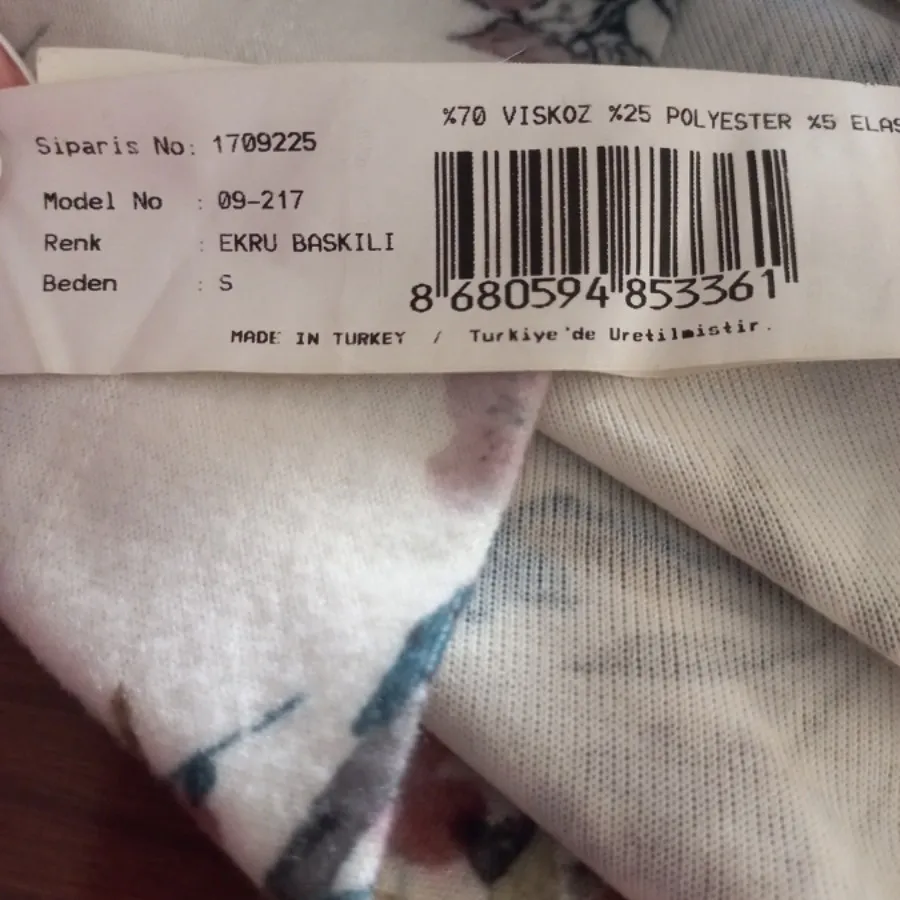 %70 VISKOZ %25 POLYESTER %5 ELAS
Siparis No: 1709225
Model No : 09-217
Renk : EKRU BASKILI
Beden : S
8 680594 853361
MADE IN TURKEY / Turkiye'de Uretilmistir.